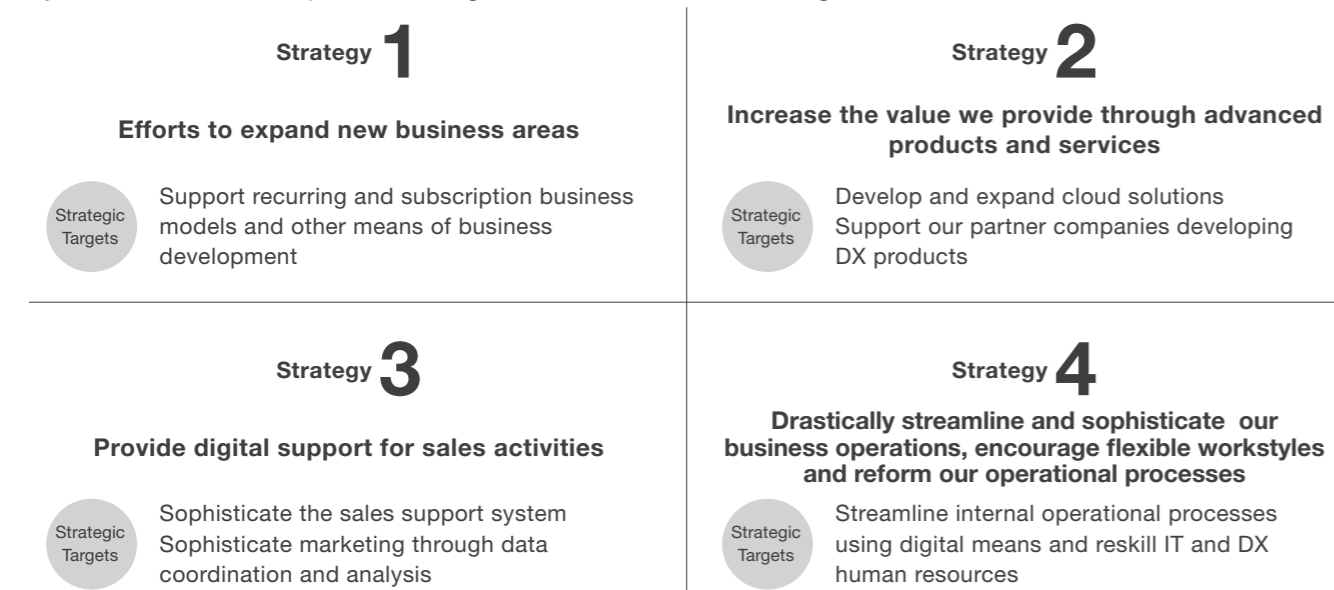 Strategy 1
Efforts to expand new business areas
Strategic
Targets
Support recurring and subscription business
models and other means of business
development
Strategy 2
Increase the value we provide through advanced
products and services
Strategic
Targets
Develop and expand cloud solutions
Support our partner companies developing
DX products
Strategy 3
Provide digital support for sales activities
Strategic
Targets
Sophisticate the sales support system
Sophisticate marketing through data
coordination and analysis
Strategy 4
Drastically streamline and sophisticate our
business operations, encourage flexible workstyles
and reform our operational processes
Strategic
Targets
Streamline internal operational processes
using digital means and reskill IT and DX
human resources